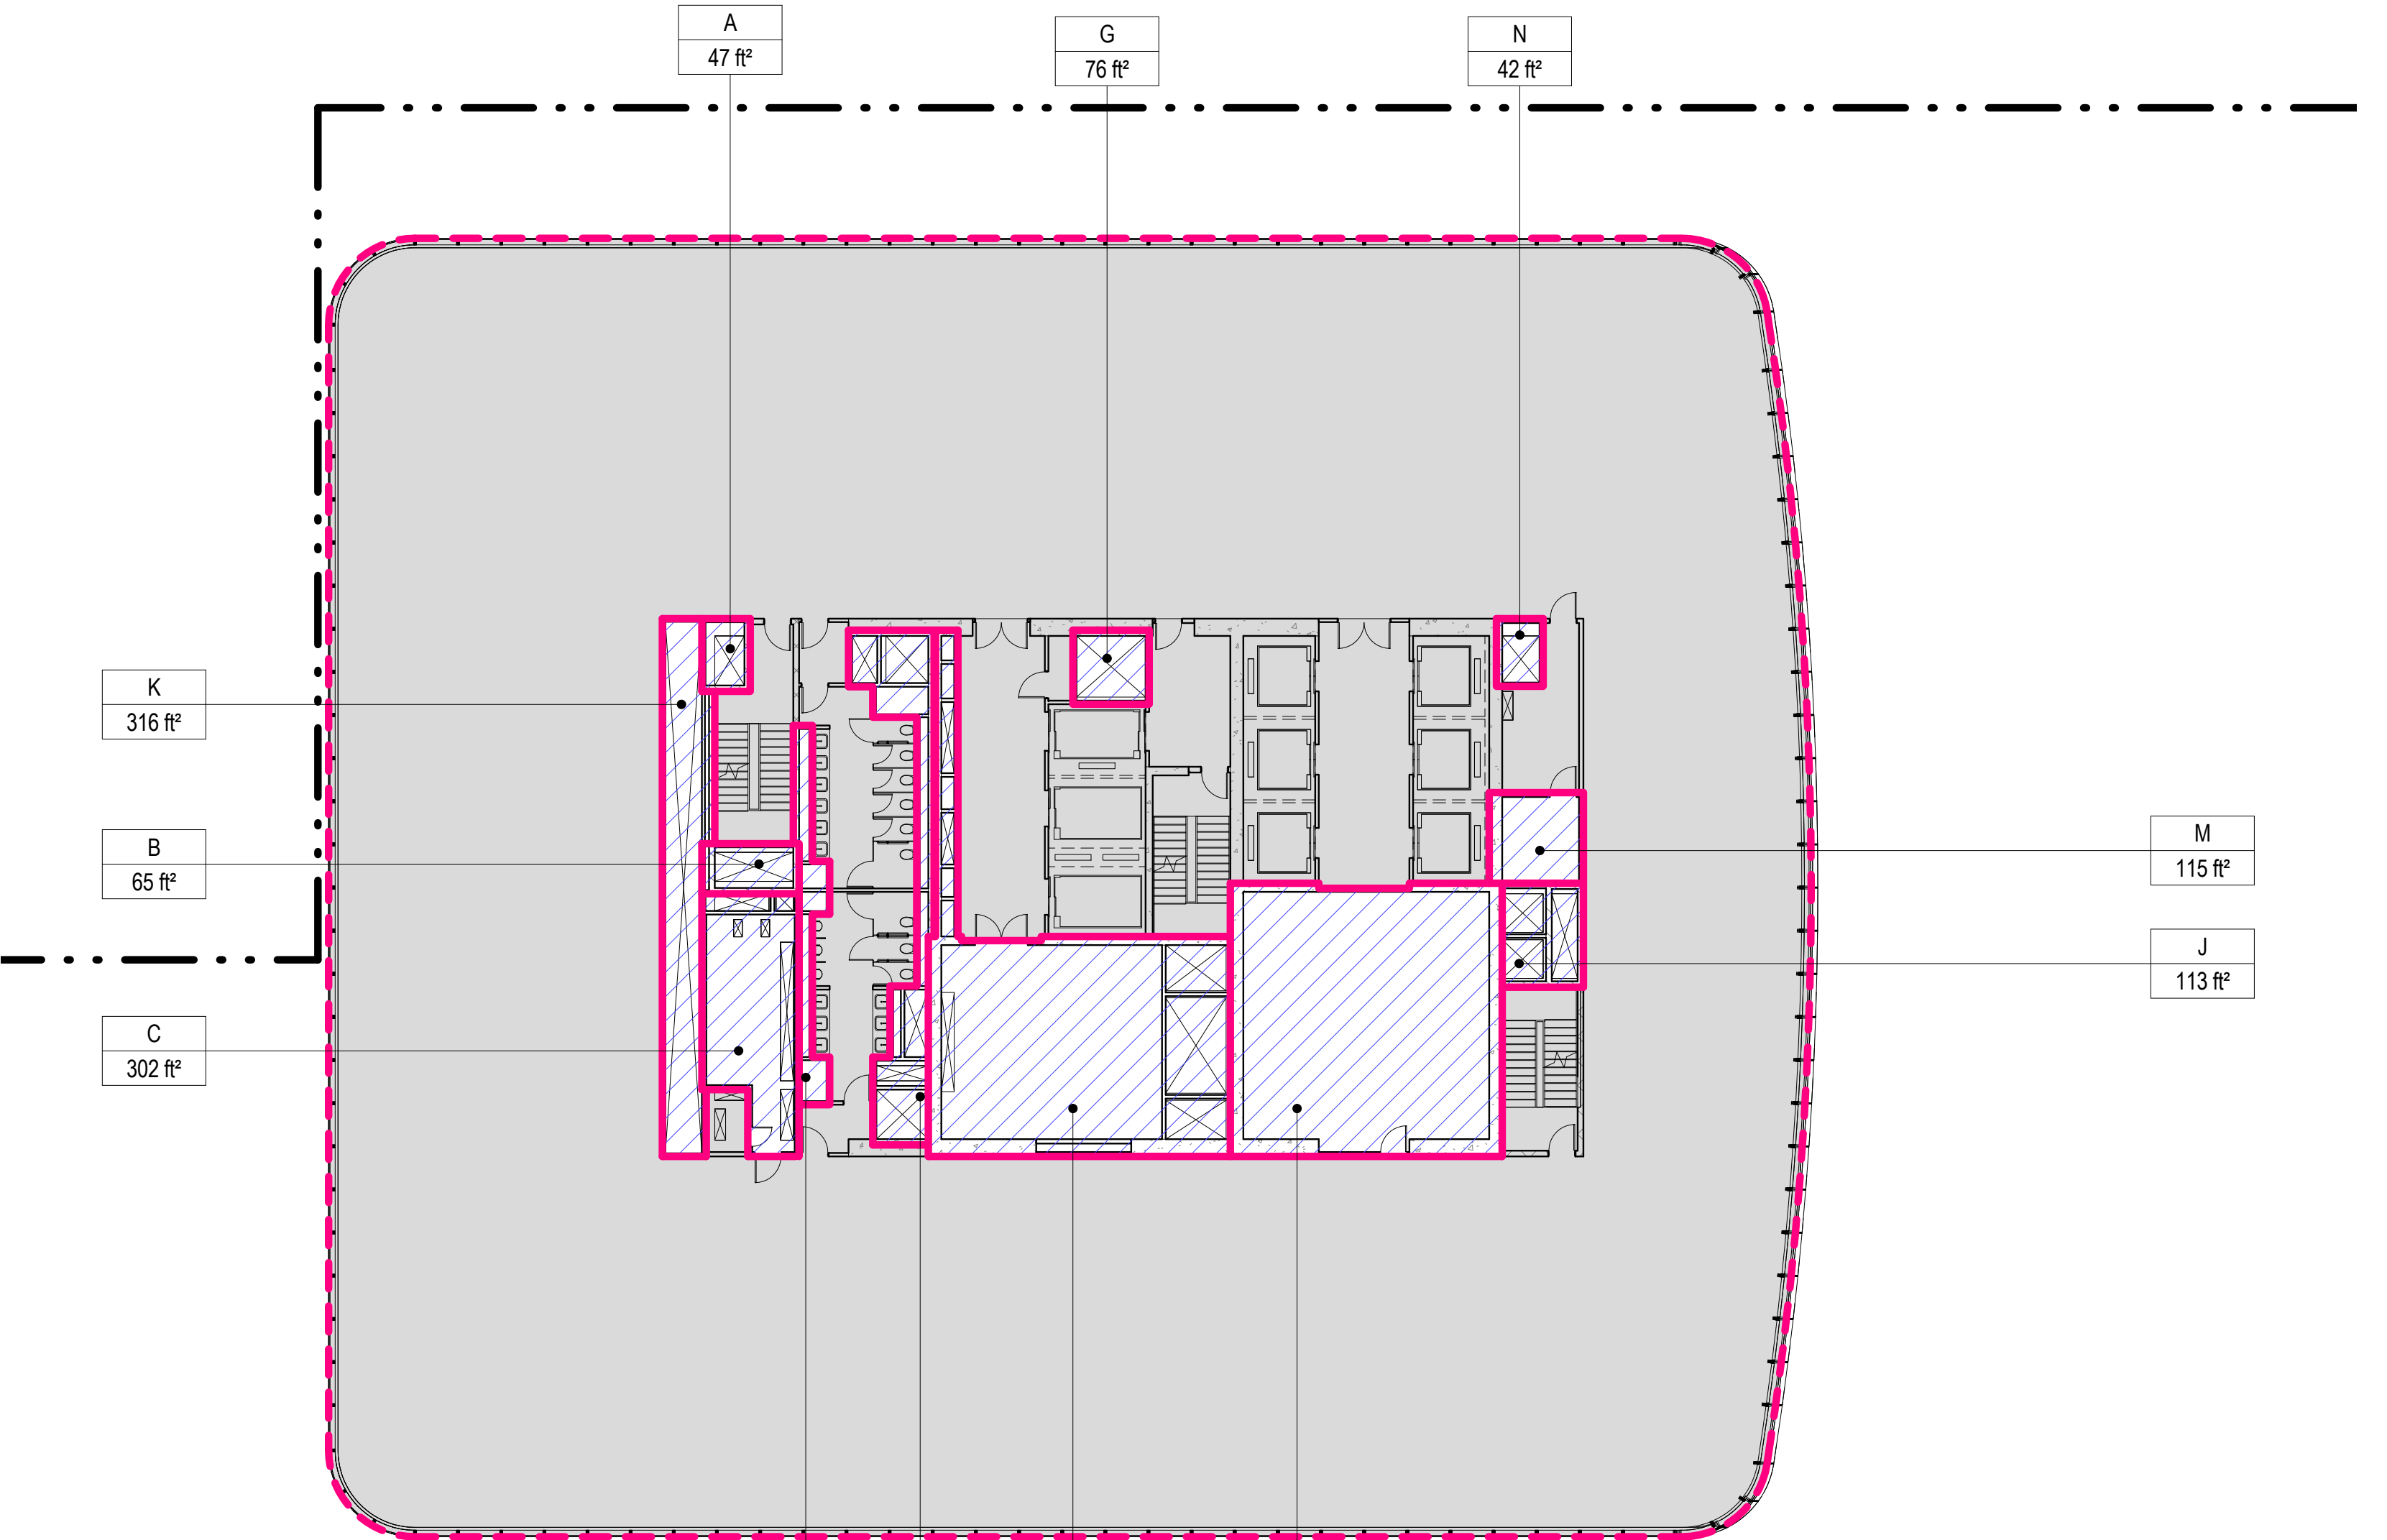 A
47 ft²
G
76 ft²
N
42 ft²
K
316 ft²
B
65 ft²
M
115 ft²
J
113 ft²
C
302 ft²